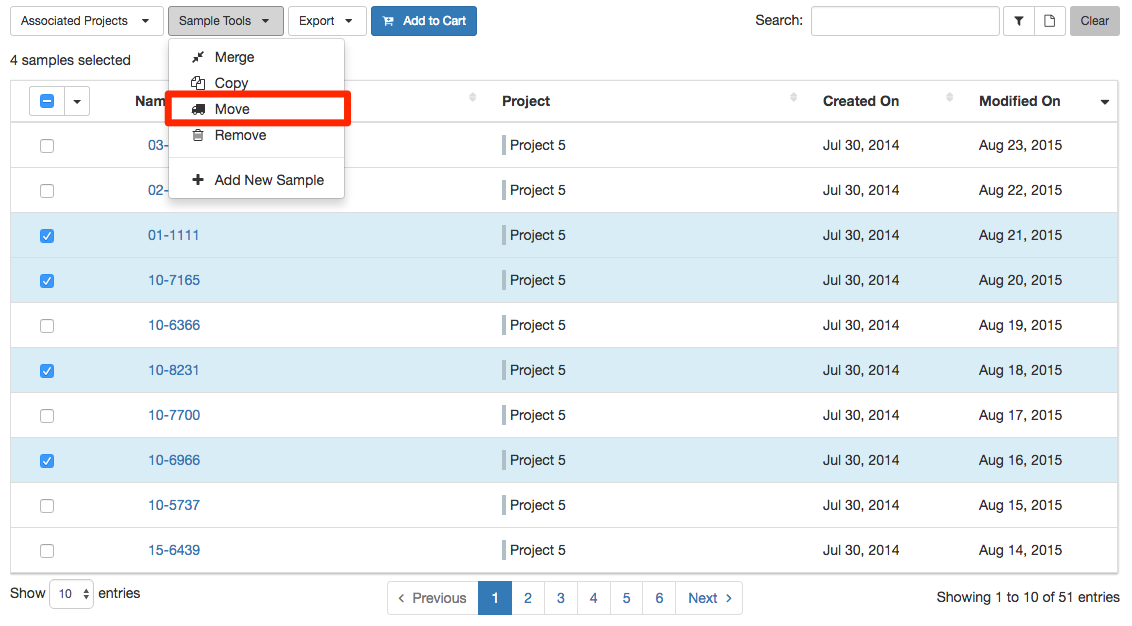 Associated Projects Sample Tools Export Add to Cart Search: Clear
4 samples selected
Merge
Copy
Move
Remove
Add New Sample
Nam Project Created On Modified On
03- Project 5 Jul 30, 2014 Aug 23, 2015
02- Project 5 Jul 30, 2014 Aug 22, 2015
01-1111 Project 5 Jul 30, 2014 Aug 21, 2015
10-7165 Project 5 Jul 30, 2014 Aug 20, 2015
10-6366 Project 5 Jul 30, 2014 Aug 19, 2015
10-8231 Project 5 Jul 30, 2014 Aug 18, 2015
10-7700 Project 5 Jul 30, 2014 Aug 17, 2015
10-6966 Project 5 Jul 30, 2014 Aug 16, 2015
10-5737 Project 5 Jul 30, 2014 Aug 15, 2015
15-6439 Project 5 Jul 30, 2014 Aug 14, 2015
Show 10 entries Previous 1 2 3 4 5 6 Next Showing 1 to 10 of 51 entries